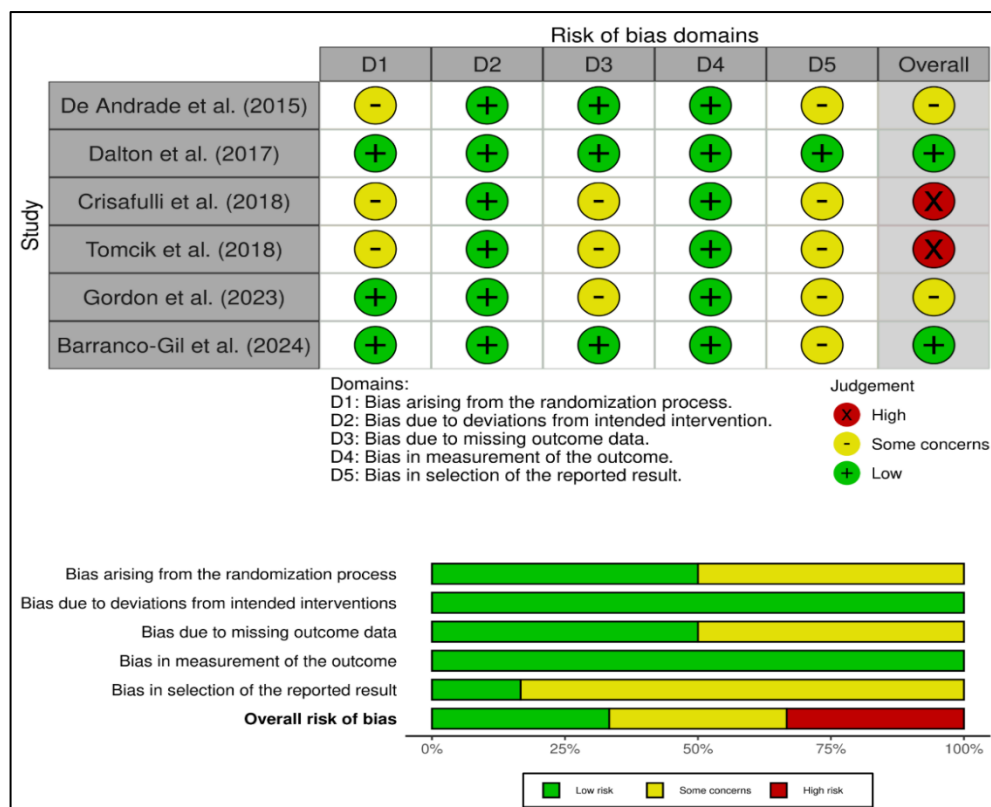 Risk of bias domains
D1 D2 D3 D4 D5 Overall
Study
De Andrade et al. (2015) - + + + - -
Dalton et al. (2017) + + + + + +
Crisafulli et al. (2018) - + - + - X
Tomcik et al. (2018) - + - + - X
Gordon et al. (2023) + + - + - -
Barranco-Gil et al. (2024) + + + + - +
Domains:
D1: Bias arising from the randomization process.
D2: Bias due to deviations from intended intervention.
D3: Bias due to missing outcome data.
D4: Bias in measurement of the outcome.
D5: Bias in selection of the reported result.
Judgement
X High
- Some concerns
+ Low
Bias arising from the randomization process
Bias due to deviations from intended interventions
Bias due to missing outcome data
Bias in measurement of the outcome
Bias in selection of the reported result
Overall risk of bias
0% 25% 50% 75% 100%
Low risk Some concerns High risk